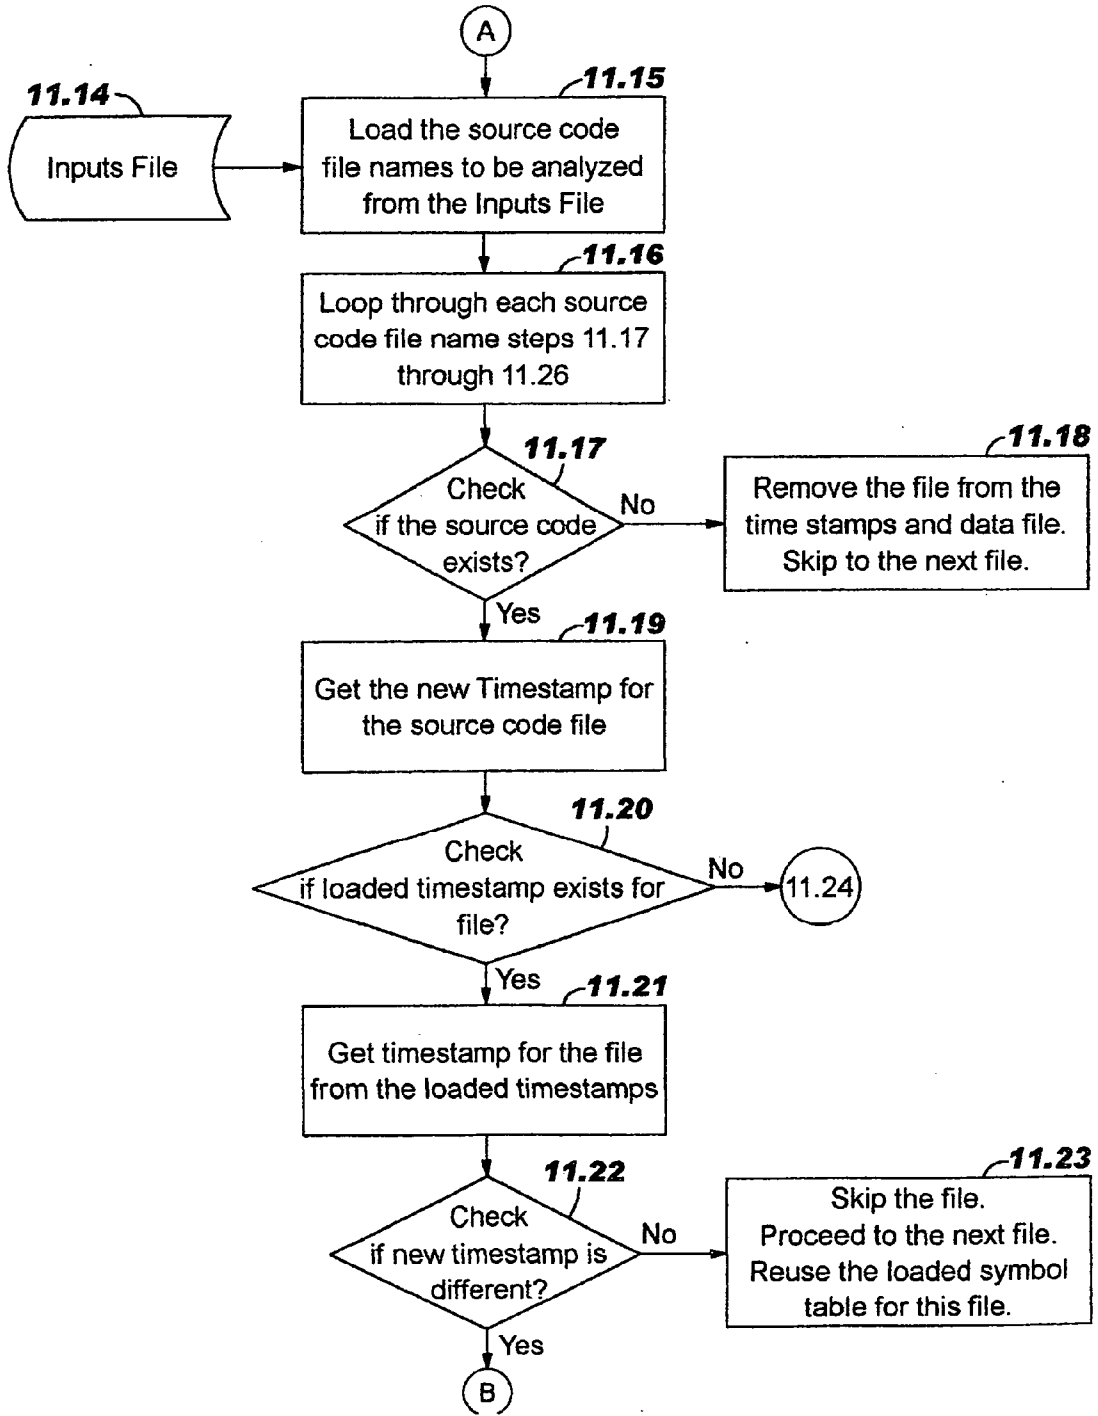 A
11.15
11.14
Load the source code
file names to be analyzed
from the Inputs File
Inputs File
11.16
Loop through each source
code file name steps 11.17
through 11.26
11.17
Check
if the source code
exists?
No
11.18
Remove the file from the
time stamps and data file.
Skip to the next file.
Yes
11.19
Get the new Timestamp for
the source code file
11.20
Check
if loaded timestamp exists for
file?
No
11.24
Yes
11.21
Get timestamp for the file
from the loaded timestamps
11.22
Check
if new timestamp is
different?
No
11.23
Skip the file.
Proceed to the next file.
Reuse the loaded symbol
table for this file.
Yes
B